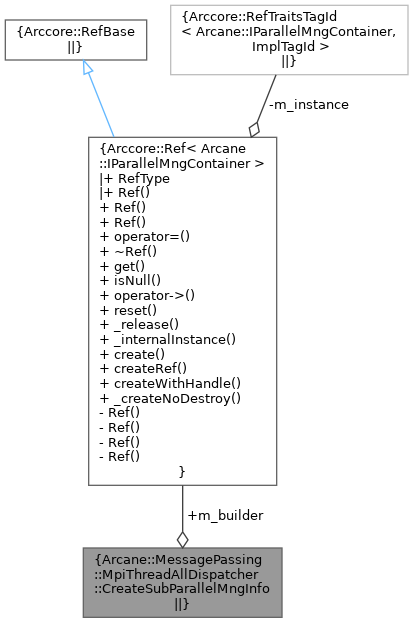 {Arccore::RefBase
||}
{Arccore::RefTraitsTagId
< Arcane::IParallelMngContainer,
ImplTagId >
||}
-m_instance
{Arccore::Ref< Arcane
::IParallelMngContainer >
|+ RefType
|+ Ref()
+ Ref()
+ Ref()
+ operator=()
+ ~Ref()
+ get()
+ isNull()
+ operator->()
+ reset()
+ _release()
+ _internalInstance()
+ create()
+ createRef()
+ createWithHandle()
+ _createNoDestroy()
- Ref()
- Ref()
- Ref()
- Ref()
}
+m_builder
{Arcane::MessagePassing
::MpiThreadAllDispatcher
::CreateSubParallelMngInfo
||}